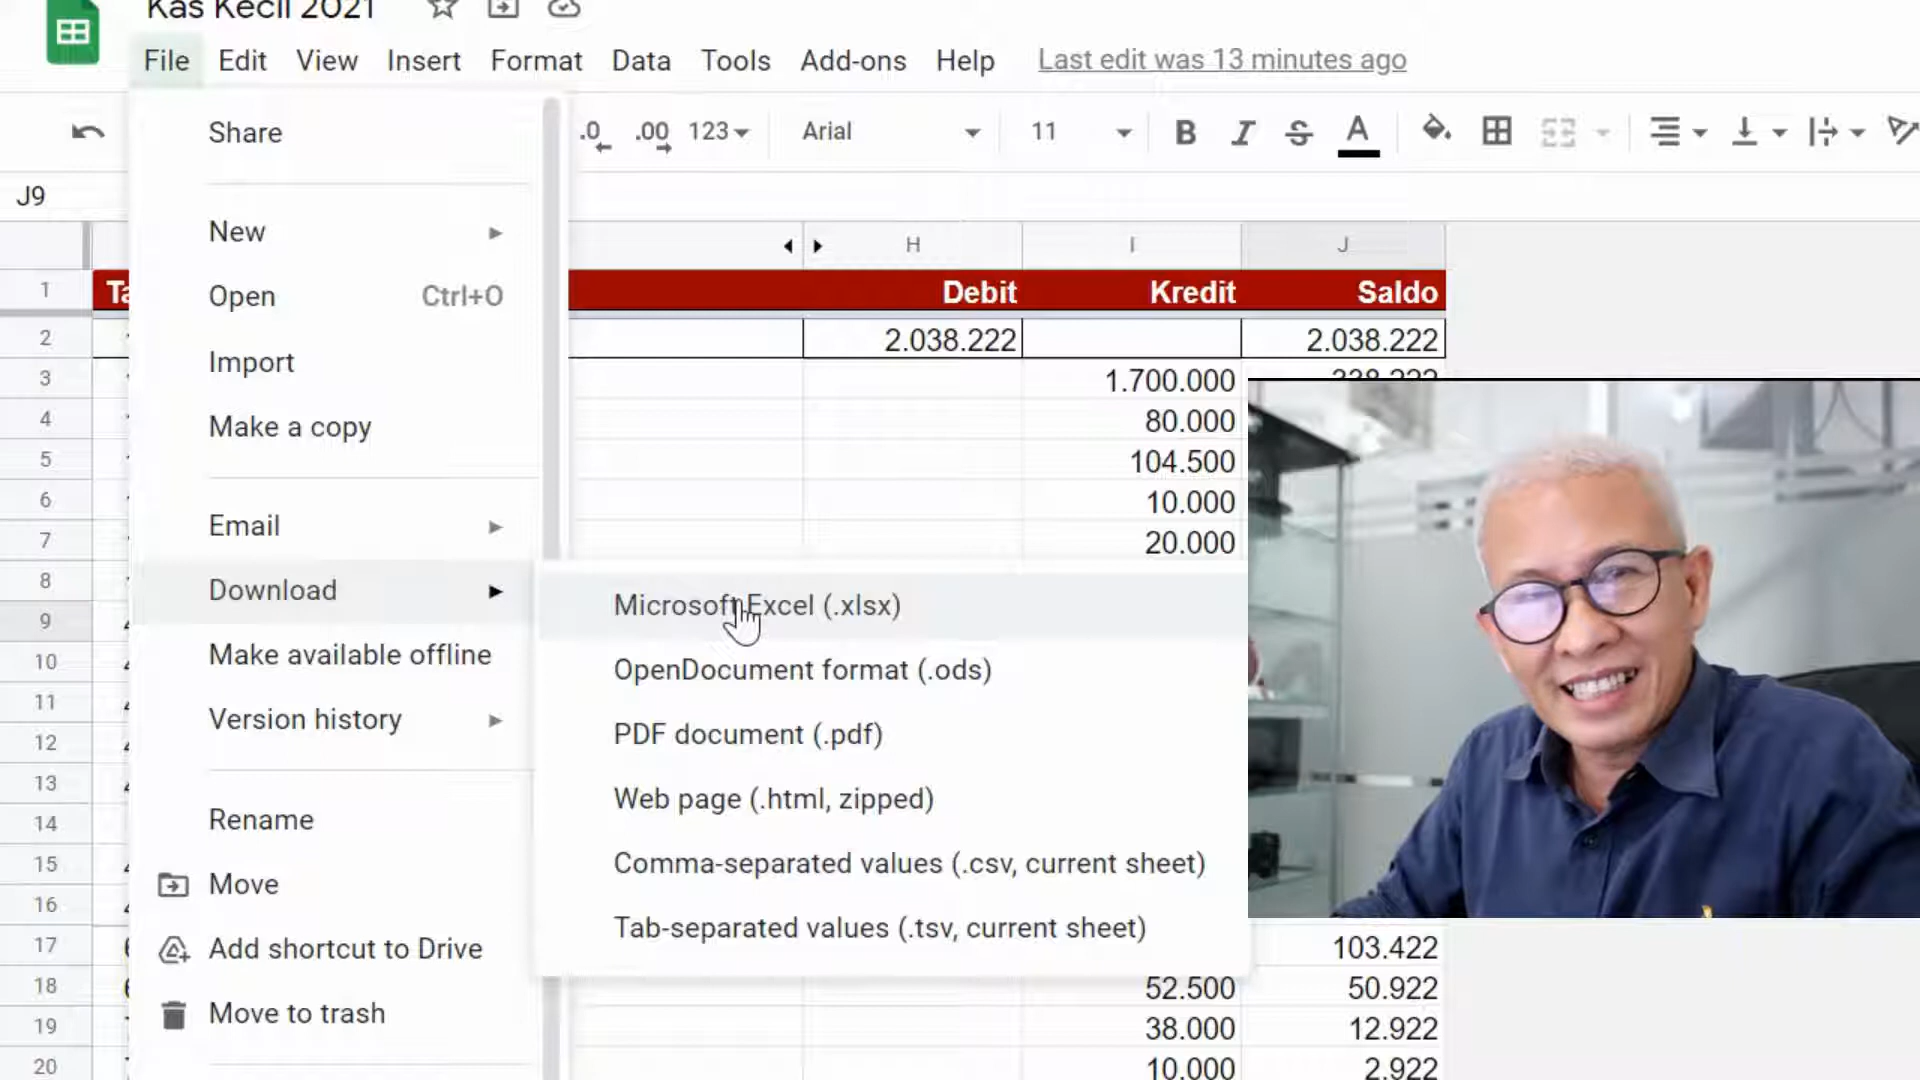 Kas Kecil 2021
File Edit View Insert Format Data Tools Add-ons Help Last edit was 13 minutes ago
.0 .00 123 Arial 11 B I S A
J9
H I J
1 Ta Debit Kredit Saldo
2 2.038.222 2.038.222
3 1.700.000 338.222
4 80.000
5 104.500
6 10.000
7 20.000
8
9
10
11
12
13
14
15
16
17 103.422
18 52.500 50.922
19 38.000 12.922
20 10.000 2.922
Share
New
Open Ctrl+O
Import
Make a copy
Email
Download
Make available offline
Version history
Rename
Move
Add shortcut to Drive
Move to trash
Microsoft Excel (.xlsx)
OpenDocument format (.ods)
PDF document (.pdf)
Web page (.html, zipped)
Comma-separated values (.csv, current sheet)
Tab-separated values (.tsv, current sheet)